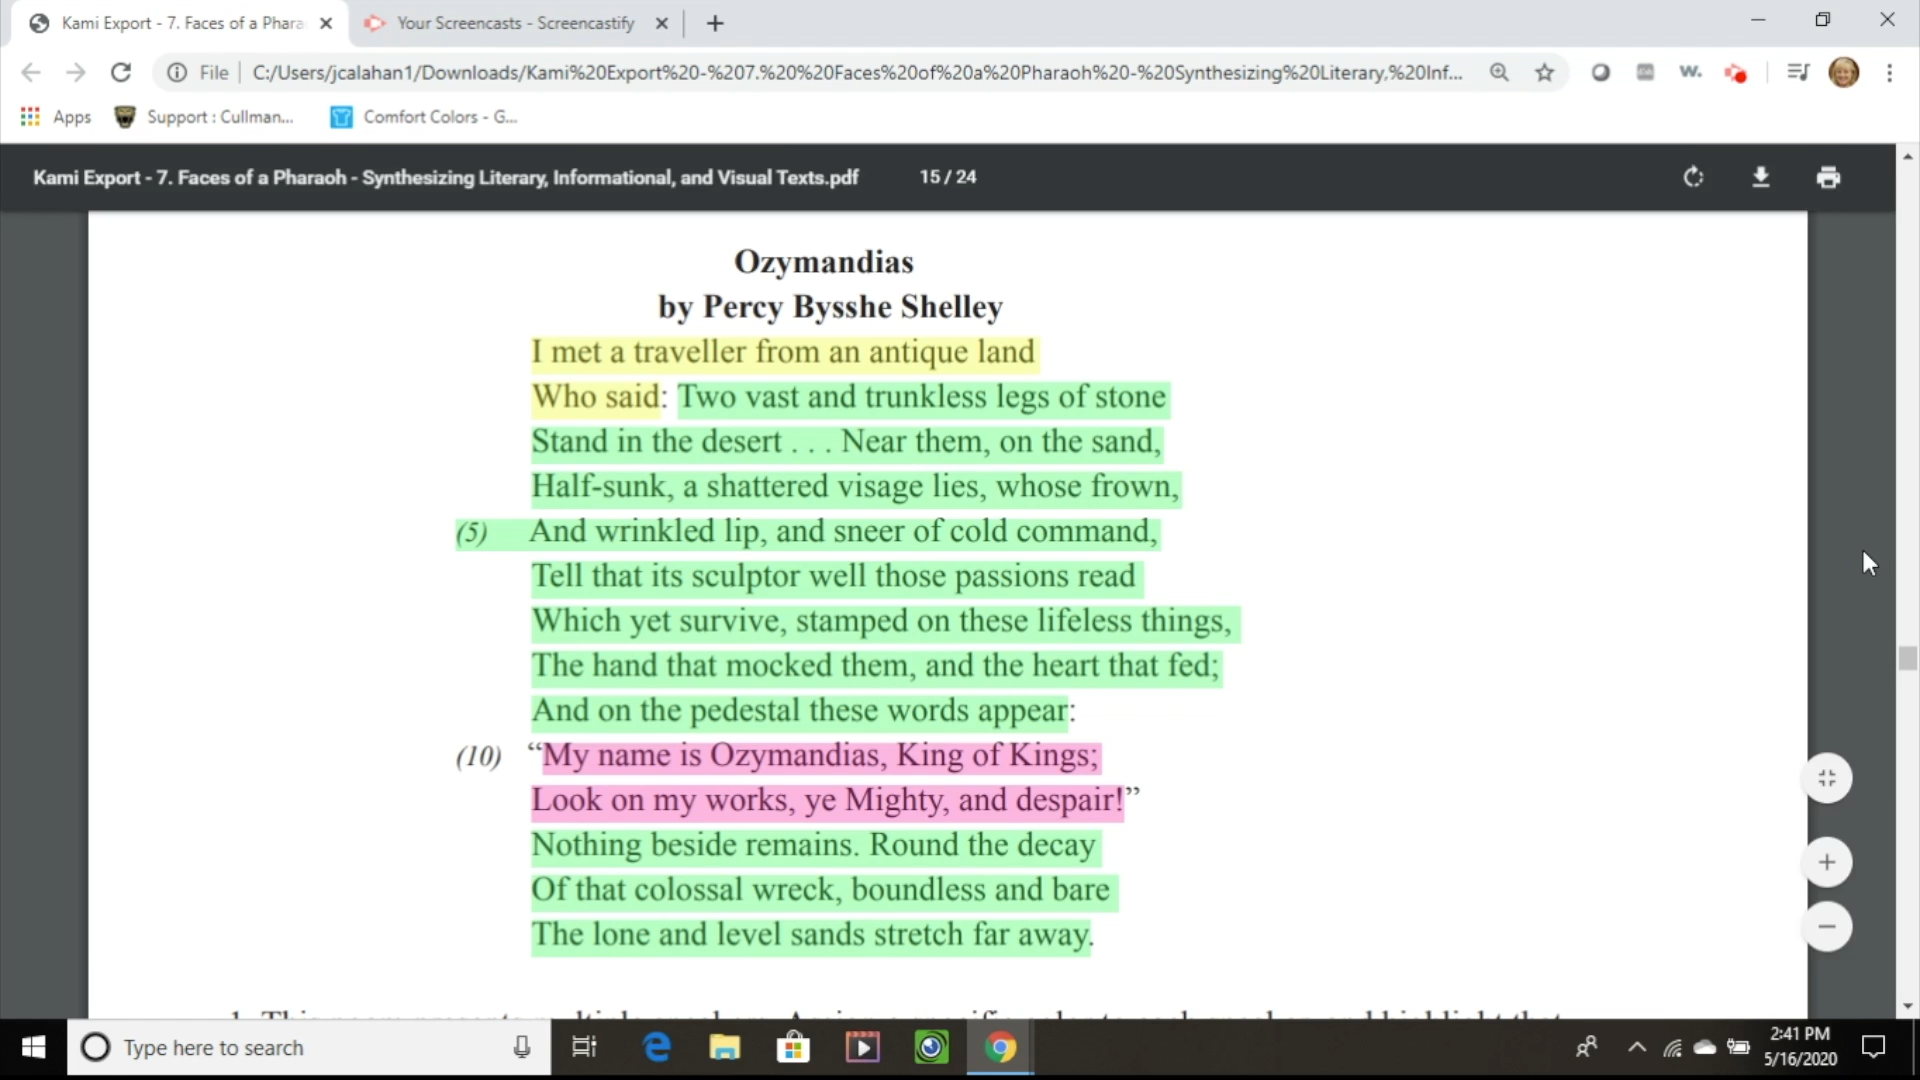 Kami Export - 7. Faces of a Phara
Your Screencasts - Screencastify
File
C:/Users/jcalahan1/Downloads/Kami%20Export%20-%207.%20%20Faces%20of%20a%20Pharaoh%20-%20Synthesizing%20Literary,%20Inf...
Apps
Support : Cullman...
Comfort Colors - G...
Kami Export - 7. Faces of a Pharaoh - Synthesizing Literary, Informational, and Visual Texts.pdf
15 / 24
Ozymandias
by Percy Bysshe Shelley
I met a traveller from an antique land
Who said: Two vast and trunkless legs of stone
Stand in the desert . . . Near them, on the sand,
Half-sunk, a shattered visage lies, whose frown,
(5) And wrinkled lip, and sneer of cold command,
Tell that its sculptor well those passions read
Which yet survive, stamped on these lifeless things,
The hand that mocked them, and the heart that fed;
And on the pedestal these words appear:
(10) “My name is Ozymandias, King of Kings;
Look on my works, ye Mighty, and despair!”
Nothing beside remains. Round the decay
Of that colossal wreck, boundless and bare
The lone and level sands stretch far away.
Type here to search
2:41 PM
5/16/2020